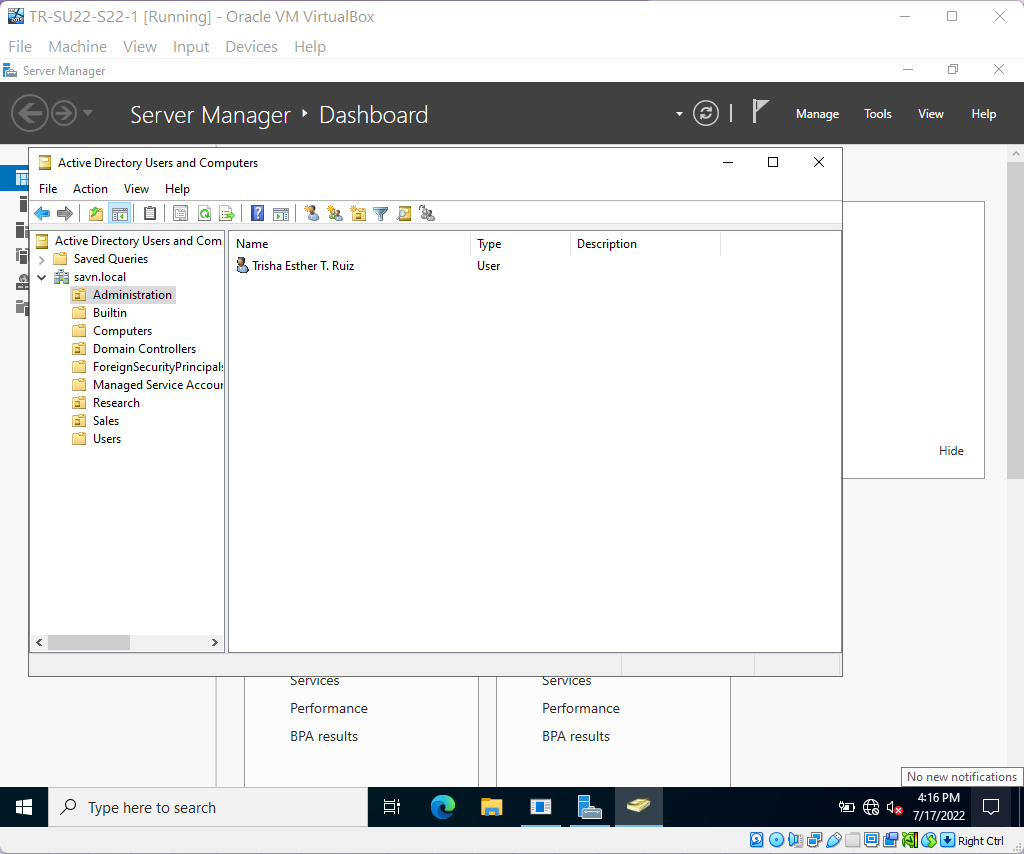 TR-SU22-S22-1 [Running] - Oracle VM VirtualBox
File Machine View Input Devices Help
Server Manager
Server Manager Dashboard
Manage Tools View Help
Active Directory Users and Computers
File Action View Help
Active Directory Users and Com
Name Type Description
Saved Queries
Trisha Esther T. Ruiz User
savn.local
Administration
Builtin
Computers
Domain Controllers
ForeignSecurityPrincipals
Managed Service Accour
Research
Sales
Users
Hide
Services Services
Performance Performance
BPA results BPA results
No new notifications
Type here to search
4:16 PM
7/17/2022
Right Ctrl